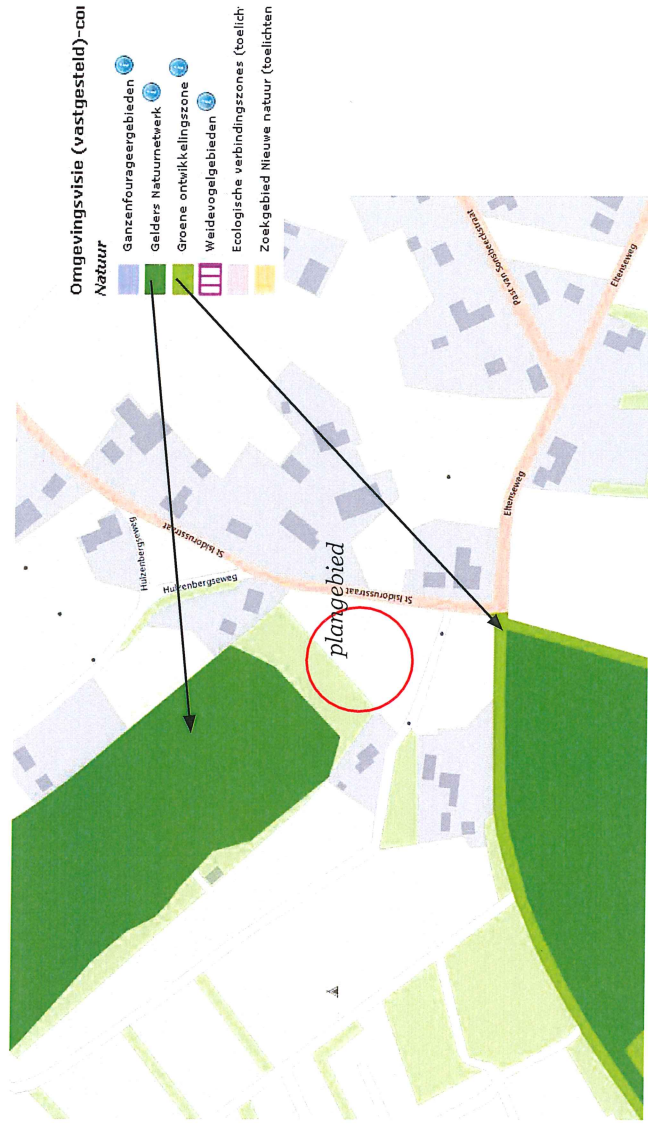 Omgevingsvisie (vastgesteld)-co
Natuur
Ganzenfourageergebieden i
Gelders Natuurnetwerk i
Groene ontwikkelingszone i
Weidevogelgebieden i
Ecologische verbindingszones (toelich
Zoekgebied Nieuwe natuur (toelichten
Past van Sonsbeeckstraat
Eltenseweg
Eltenseweg
St Isidorusstraat
Hulzenbergseweg
Hulzenbergseweg
St Isidorusstraat
plangebied